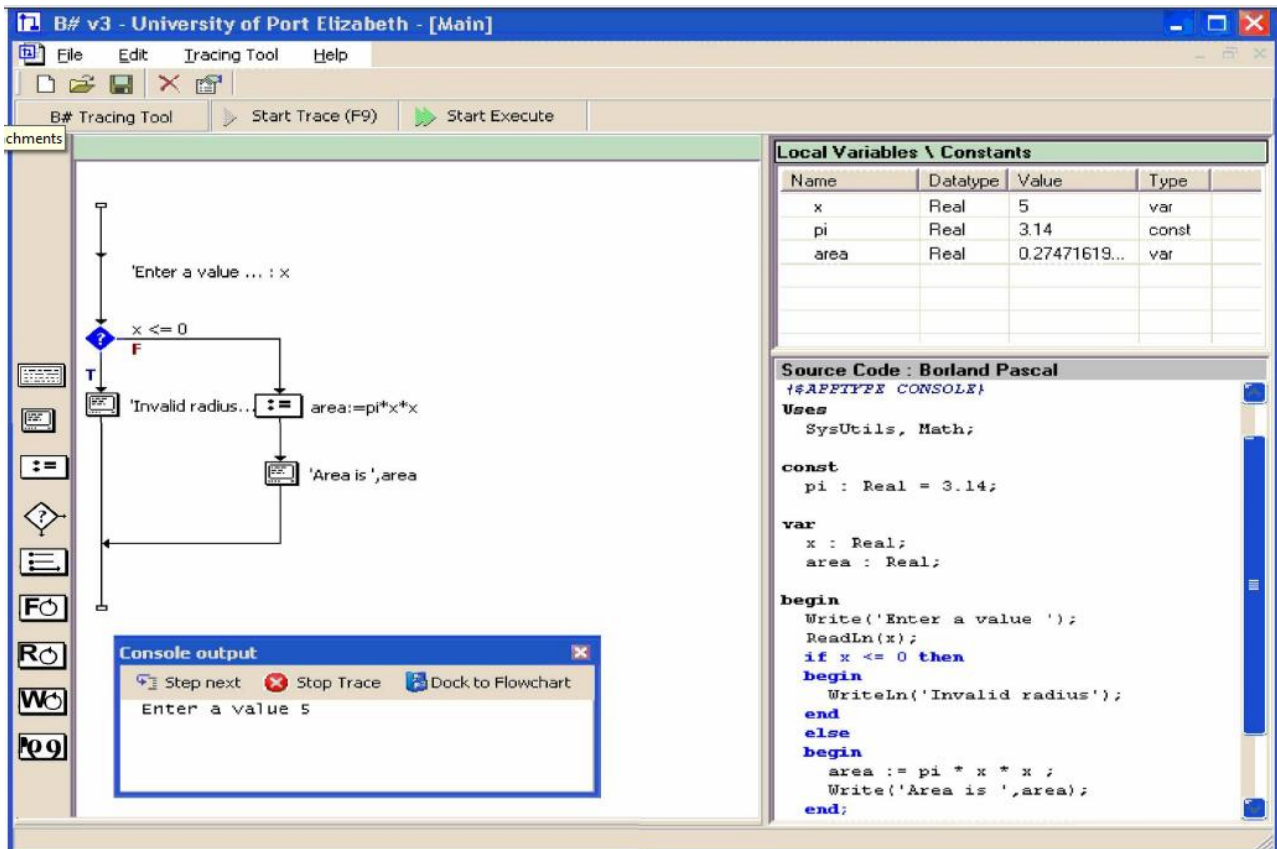 B# v3 - University of Port Elizabeth - [Main]
File Edit Tracing Tool Help
B# Tracing Tool Start Trace (F9) Start Execute
chments
'Enter a value ... : x
x <= 0
?
F
T
'Invalid radius... := area:=pi*x*x
'Area is ',area
:=
?
F
R
W
Console output
Step next Stop Trace Dock to Flowchart
Enter a value 5
Local Variables \ Constants
Name Datatype Value Type
x Real 5 var
pi Real 3.14 const
area Real 0.27471619... var
Source Code : Borland Pascal
{$APPTYPE CONSOLE}
Uses
SysUtils, Math;
const
pi : Real = 3.14;
var
x : Real;
area : Real;
begin
Write('Enter a value ');
ReadLn(x);
if x <= 0 then
begin
WriteLn('Invalid radius');
end
else
begin
area := pi * x * x ;
Write('Area is ',area);
end;